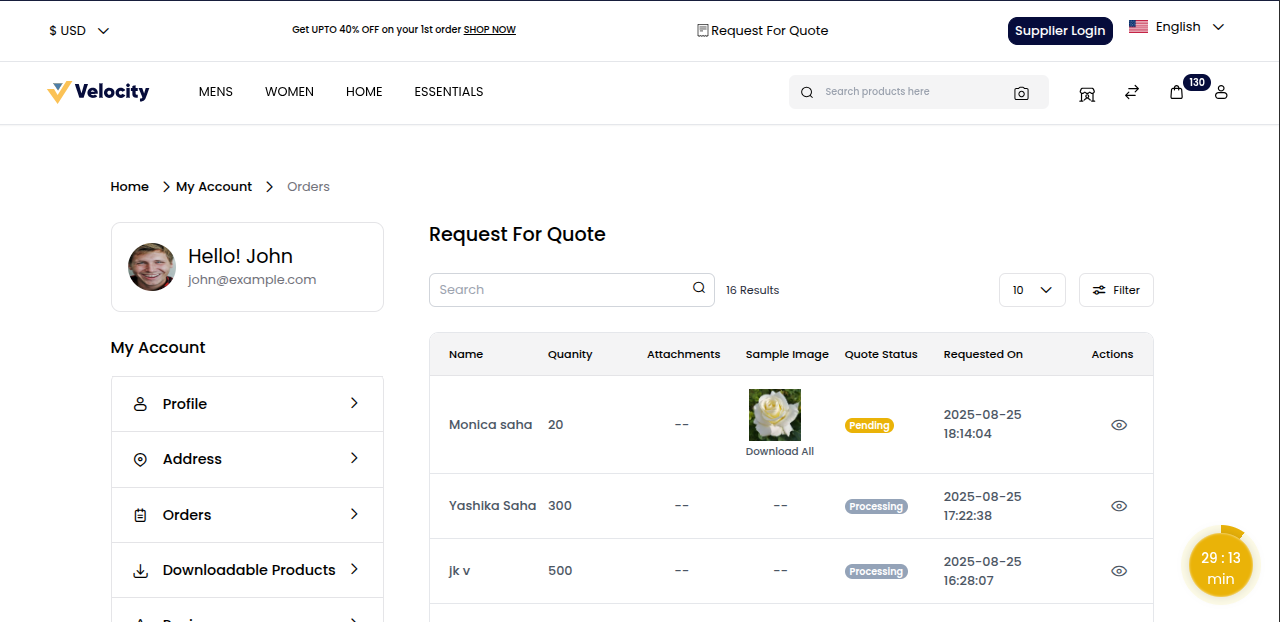 $ USD
Get UPTO 40% OFF on your 1st order SHOP NOW
Request For Quote
Supplier Login
English
Velocity
MENS
WOMEN
HOME
ESSENTIALS
Search products here
130
Home
My Account
Orders
Hello! John
john@example.com
My Account
Profile
Address
Orders
Downloadable Products
Request For Quote
Search
16 Results
10
Filter
Name Quanity Attachments Sample Image Quote Status Requested On Actions
Monica saha 20 -- Download All Pending 2025-08-25
18:14:04
Yashika Saha 300 -- -- Processing 2025-08-25
17:22:38
jk v 500 -- -- Processing 2025-08-25
16:28:07
29 : 13
min